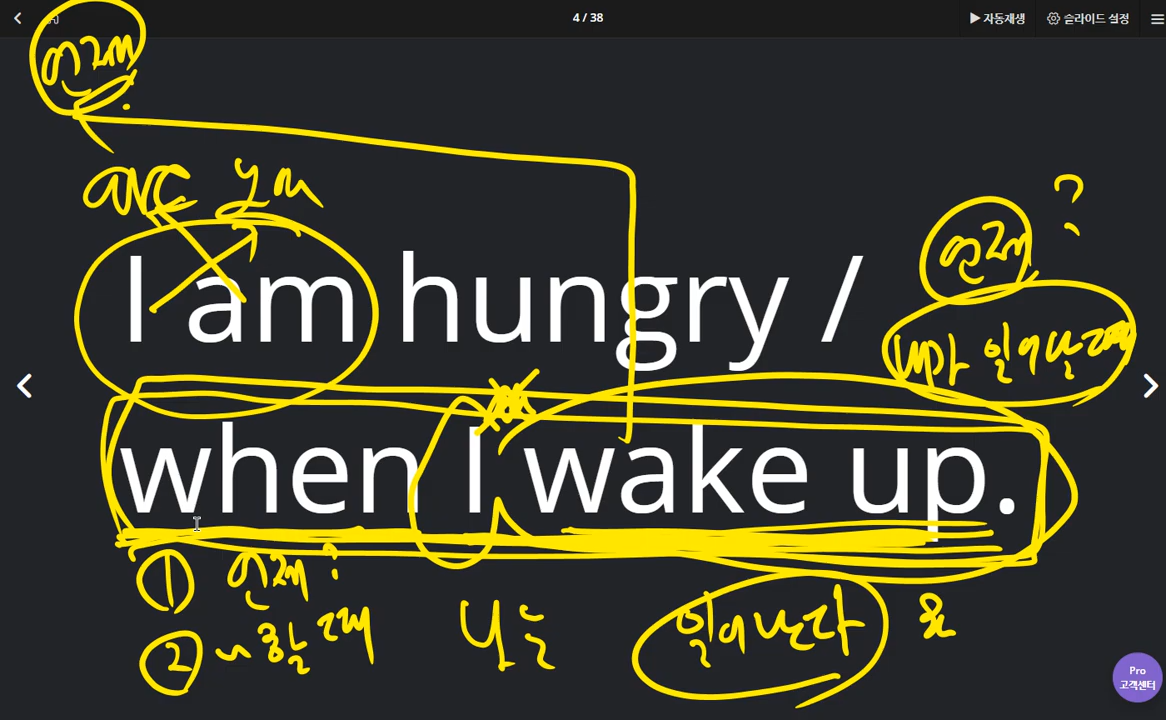 4 / 38
자동재생
슬라이드 설정
언제
?
are you
언제
?
I am hungry /
내가 일어날 때
when I wake up.
① 언제?
② ~할 때
나는
일어난다
Pro
고객센터